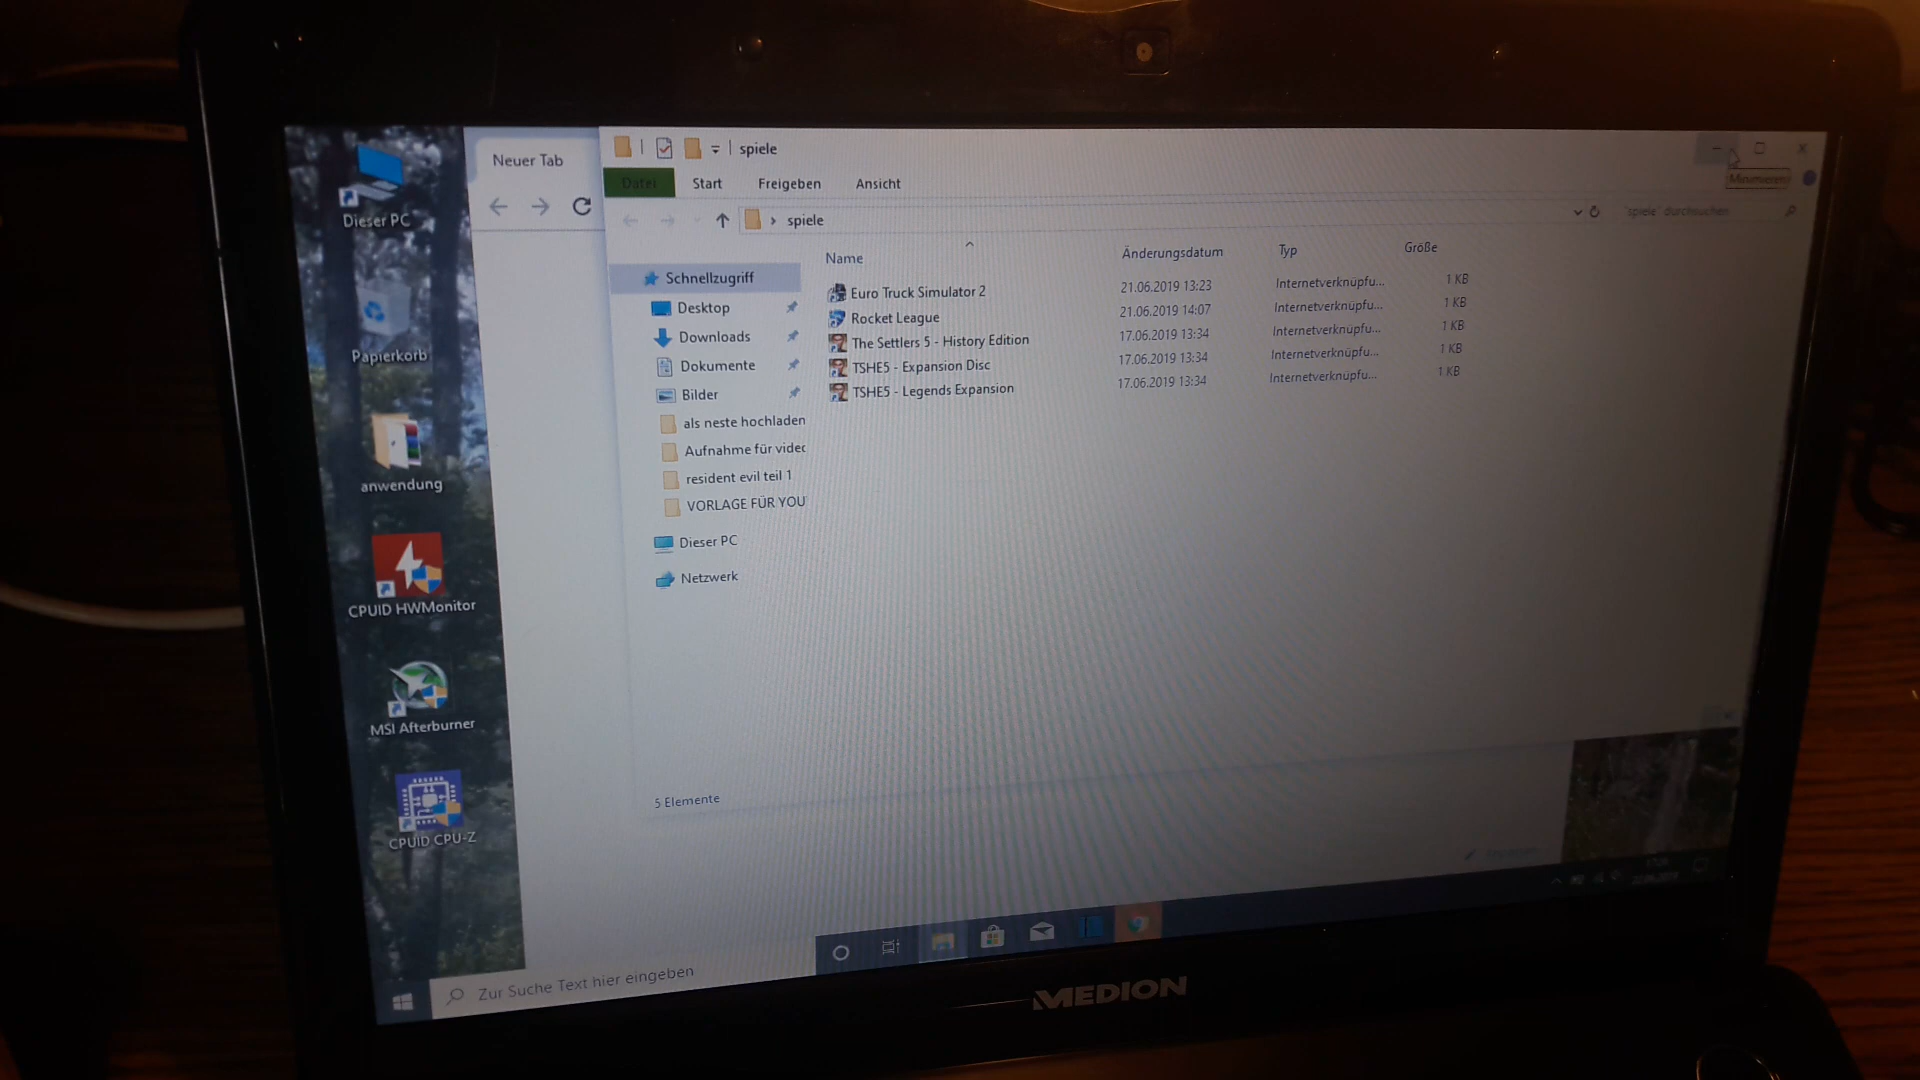 Dieser PC
Papierkorb
anwendung
CPUID HWMonitor
MSI Afterburner
CPUID CPU-Z
Neuer Tab
spiele
Datei
Start
Freigeben
Ansicht
Minimieren
spiele
"spiele" durchsuchen
Name
Änderungsdatum
Typ
Größe
Euro Truck Simulator 2 21.06.2019 13:23 Internetverknüpfu... 1 KB
Rocket League 21.06.2019 14:07 Internetverknüpfu... 1 KB
The Settlers 5 - History Edition 17.06.2019 13:34 Internetverknüpfu... 1 KB
TSHE5 - Expansion Disc 17.06.2019 13:34 Internetverknüpfu... 1 KB
TSHE5 - Legends Expansion 17.06.2019 13:34 Internetverknüpfu... 1 KB
Schnellzugriff
Desktop
Downloads
Dokumente
Bilder
als neste hochladen
Aufnahme für videc
resident evil teil 1
VORLAGE FÜR YOU
Dieser PC
Netzwerk
5 Elemente
Zur Suche Text hier eingeben
MEDION